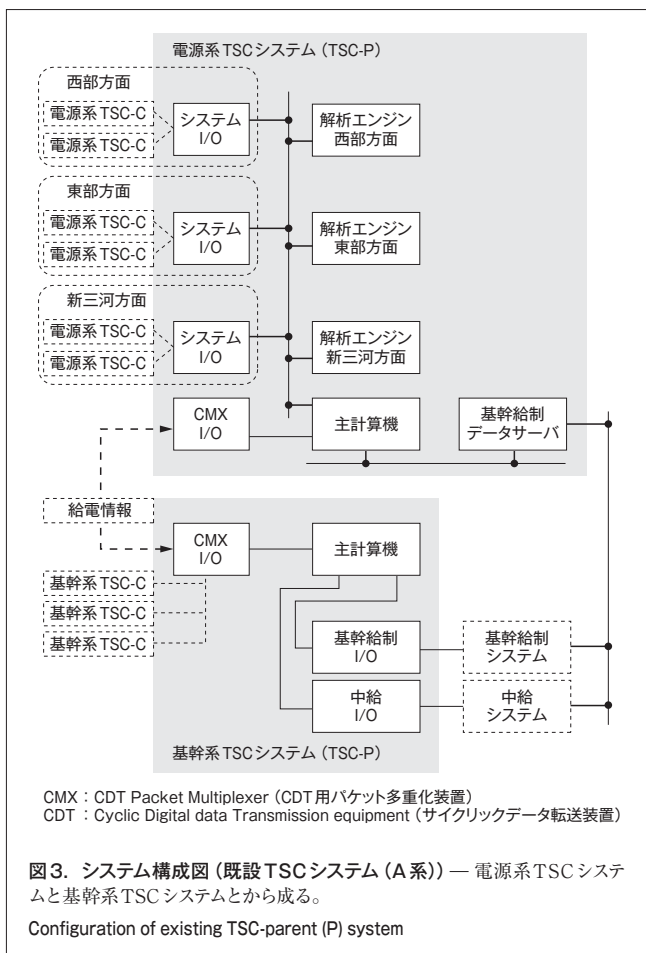 電源系TSCシステム（TSC-P）
西部方面
電源系TSC-C
電源系TSC-C
システム
I/O
解析エンジン
西部方面
東部方面
電源系TSC-C
電源系TSC-C
システム
I/O
解析エンジン
東部方面
新三河方面
電源系TSC-C
電源系TSC-C
システム
I/O
解析エンジン
新三河方面
CMX
I/O
主計算機
基幹給制
データサーバ
給電情報
CMX
I/O
主計算機
基幹系TSC-C
基幹系TSC-C
基幹系TSC-C
基幹給制
I/O
基幹給制
システム
中給
I/O
中給
システム
基幹系TSCシステム（TSC-P）
CMX：CDT Packet Multiplexer（CDT用パケット多重化装置）
CDT ：Cyclic Digital data Transmission equipment（サイクリックデータ転送装置）
図3．システム構成図（既設TSCシステム（A系））— 電源系TSCシステ
ムと基幹系TSCシステムとから成る。
Configuration of existing TSC-parent (P) system